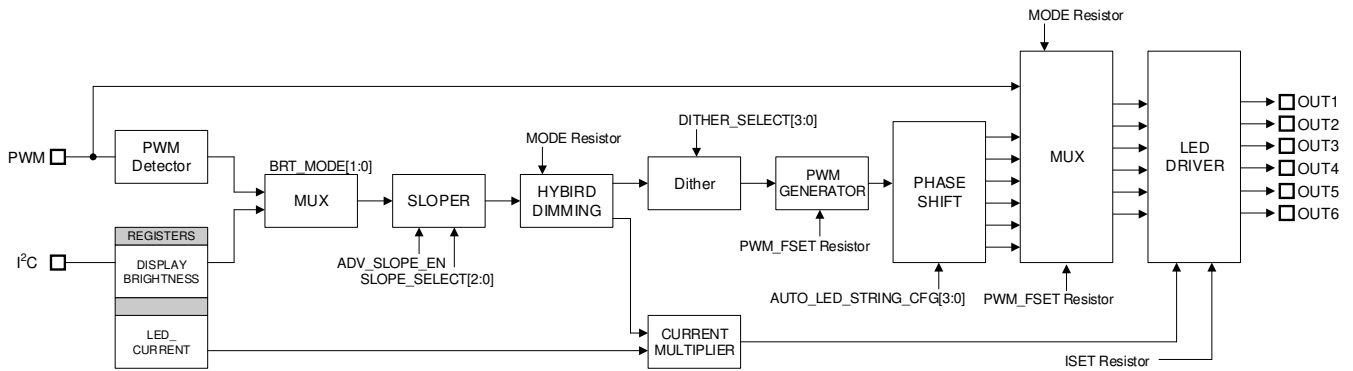 MODE Resistor
PWM
PWM
Detector
BRT_MODE[1:0]
MUX
SLOPER
ADV_SLOPE_EN
SLOPE_SELECT[2:0]
MODE Resistor
HYBIRD
DIMMING
DITHER_SELECT[3:0]
Dither
PWM
GENERATOR
PWM_FSET Resistor
PHASE
SHIFT
AUTO_LED_STRING_CFG[3:0]
MUX
PWM_FSET Resistor
LED
DRIVER
OUT1
OUT2
OUT3
OUT4
OUT5
OUT6
I²C
REGISTERS
DISPLAY
BRIGHTNESS
LED_
CURRENT
CURRENT
MULTIPLIER
ISET Resistor